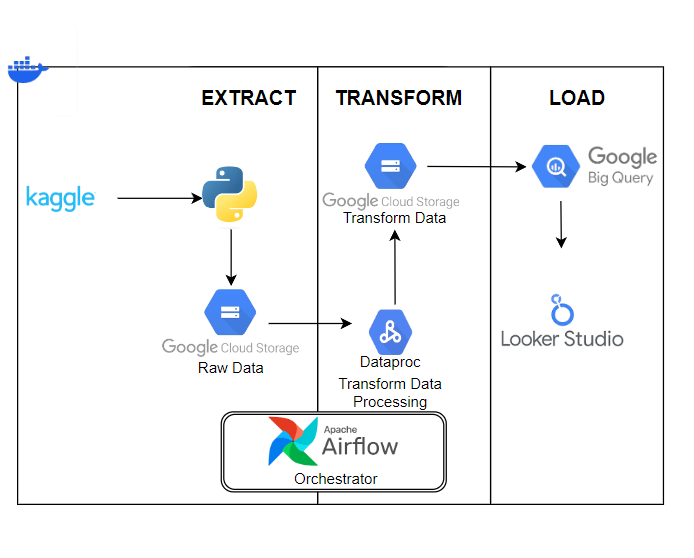 EXTRACT
TRANSFORM
LOAD
kaggle
Google Cloud Storage
Raw Data
Google Cloud Storage
Transform Data
Dataproc
Transform Data
Processing
Google
Big Query
Looker Studio
Apache
Airflow
Orchestrator